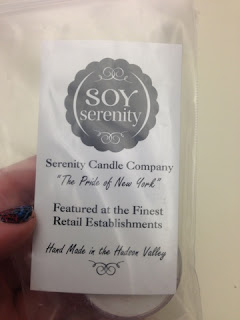 SOY
serenity
Serenity Candle Company
"The Pride of New York"
Featured at the Finest
Retail Establishments
Hand Made in the Hudson Valley